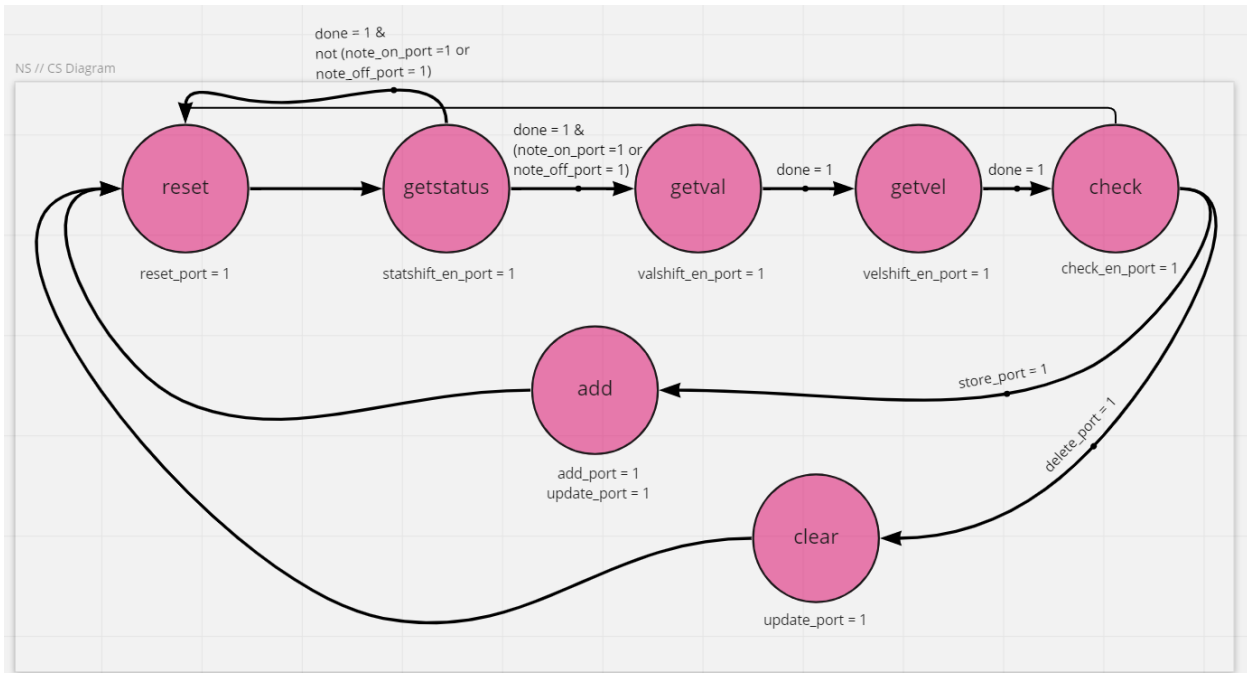 done = 1 &
not (note_on_port =1 or
note_off_port = 1)
NS // CS Diagram
done = 1 &
(note_on_port =1 or
note_off_port = 1)
done = 1
done = 1
reset
getstatus
getval
getvel
check
reset_port = 1
statshift_en_port = 1
valshift_en_port = 1
velshift_en_port = 1
check_en_port = 1
store_port = 1
add
delete_port = 1
add_port = 1
update_port = 1
clear
update_port = 1